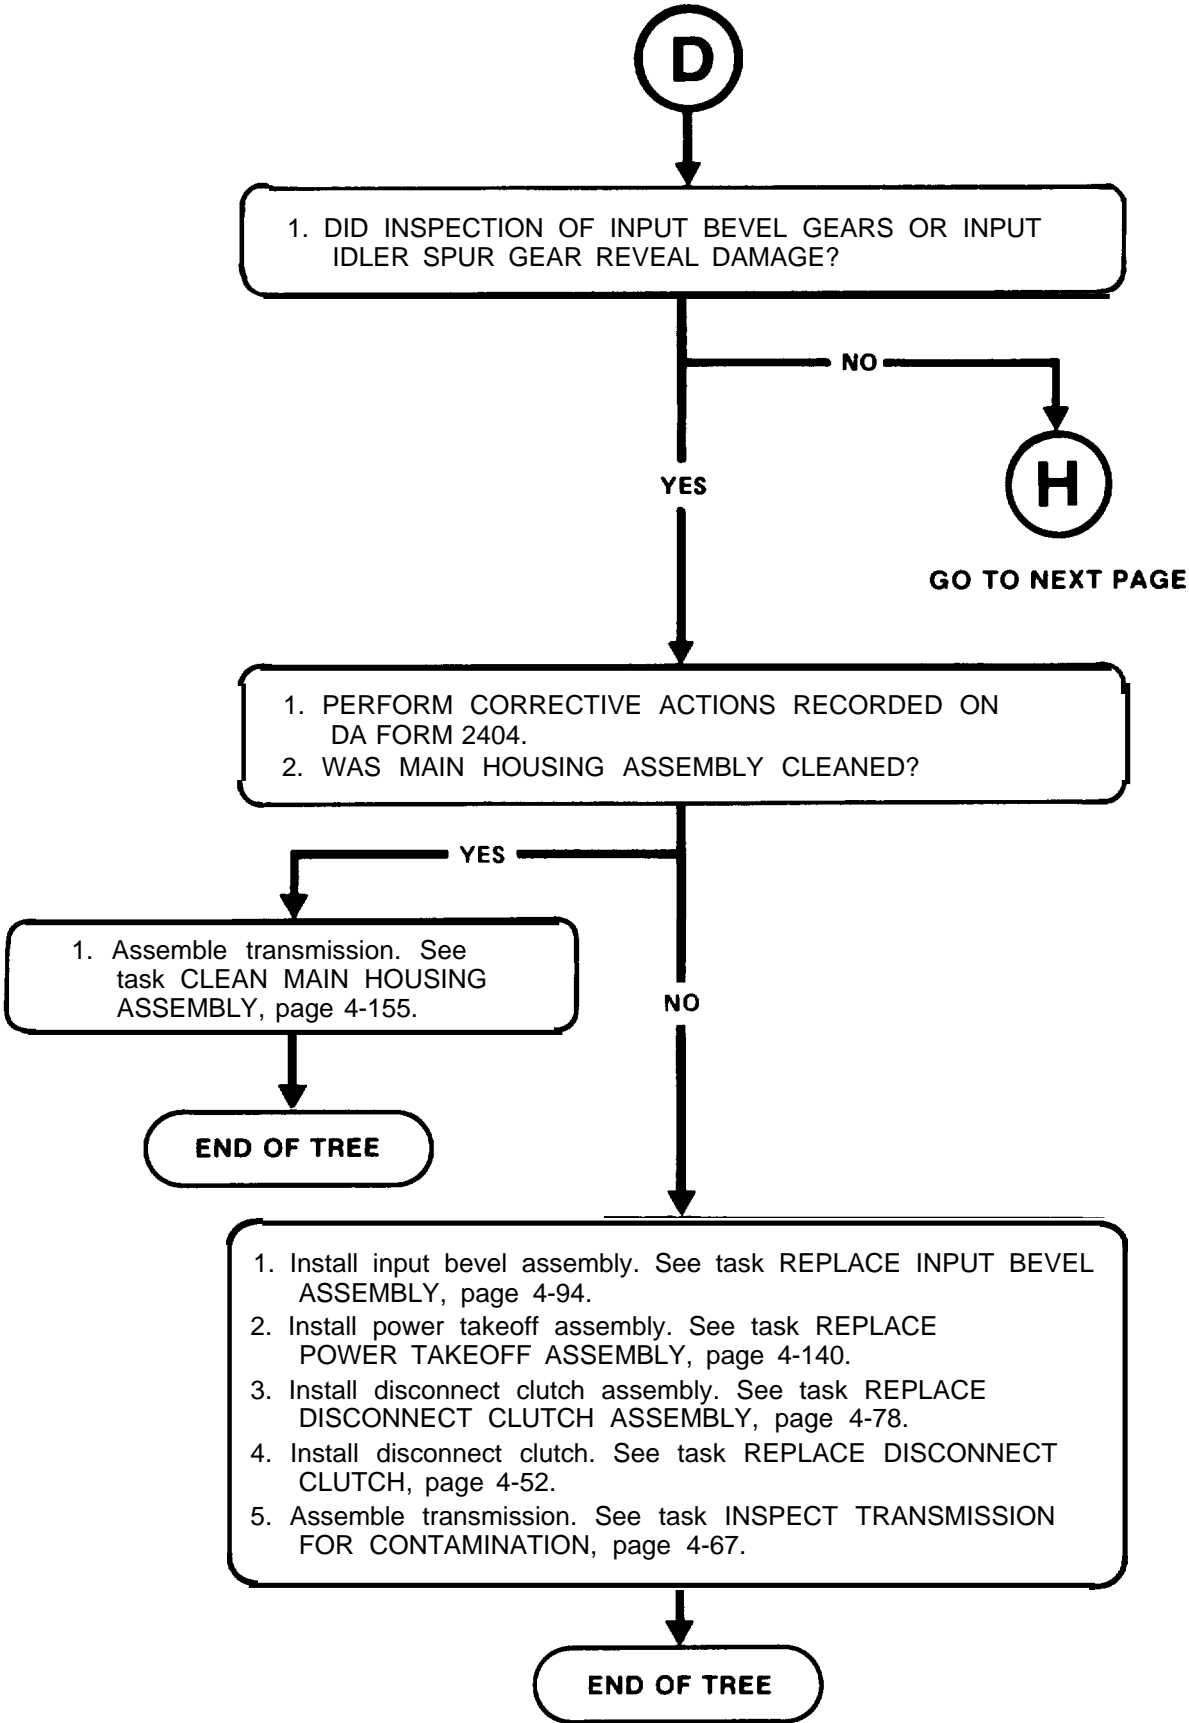 D
1. DID INSPECTION OF INPUT BEVEL GEARS OR INPUT
IDLER SPUR GEAR REVEAL DAMAGE?
NO
YES
H
GO TO NEXT PAGE
1. PERFORM CORRECTIVE ACTIONS RECORDED ON
DA FORM 2404.
2. WAS MAIN HOUSING ASSEMBLY CLEANED?
YES
1. Assemble transmission. See
task CLEAN MAIN HOUSING
ASSEMBLY, page 4-155.
NO
END OF TREE
1. Install input bevel assembly. See task REPLACE INPUT BEVEL
ASSEMBLY, page 4-94.
2. Install power takeoff assembly. See task REPLACE
POWER TAKEOFF ASSEMBLY, page 4-140.
3. Install disconnect clutch assembly. See task REPLACE
DISCONNECT CLUTCH ASSEMBLY, page 4-78.
4. Install disconnect clutch. See task REPLACE DISCONNECT
CLUTCH, page 4-52.
5. Assemble transmission. See task INSPECT TRANSMISSION
FOR CONTAMINATION, page 4-67.
END OF TREE